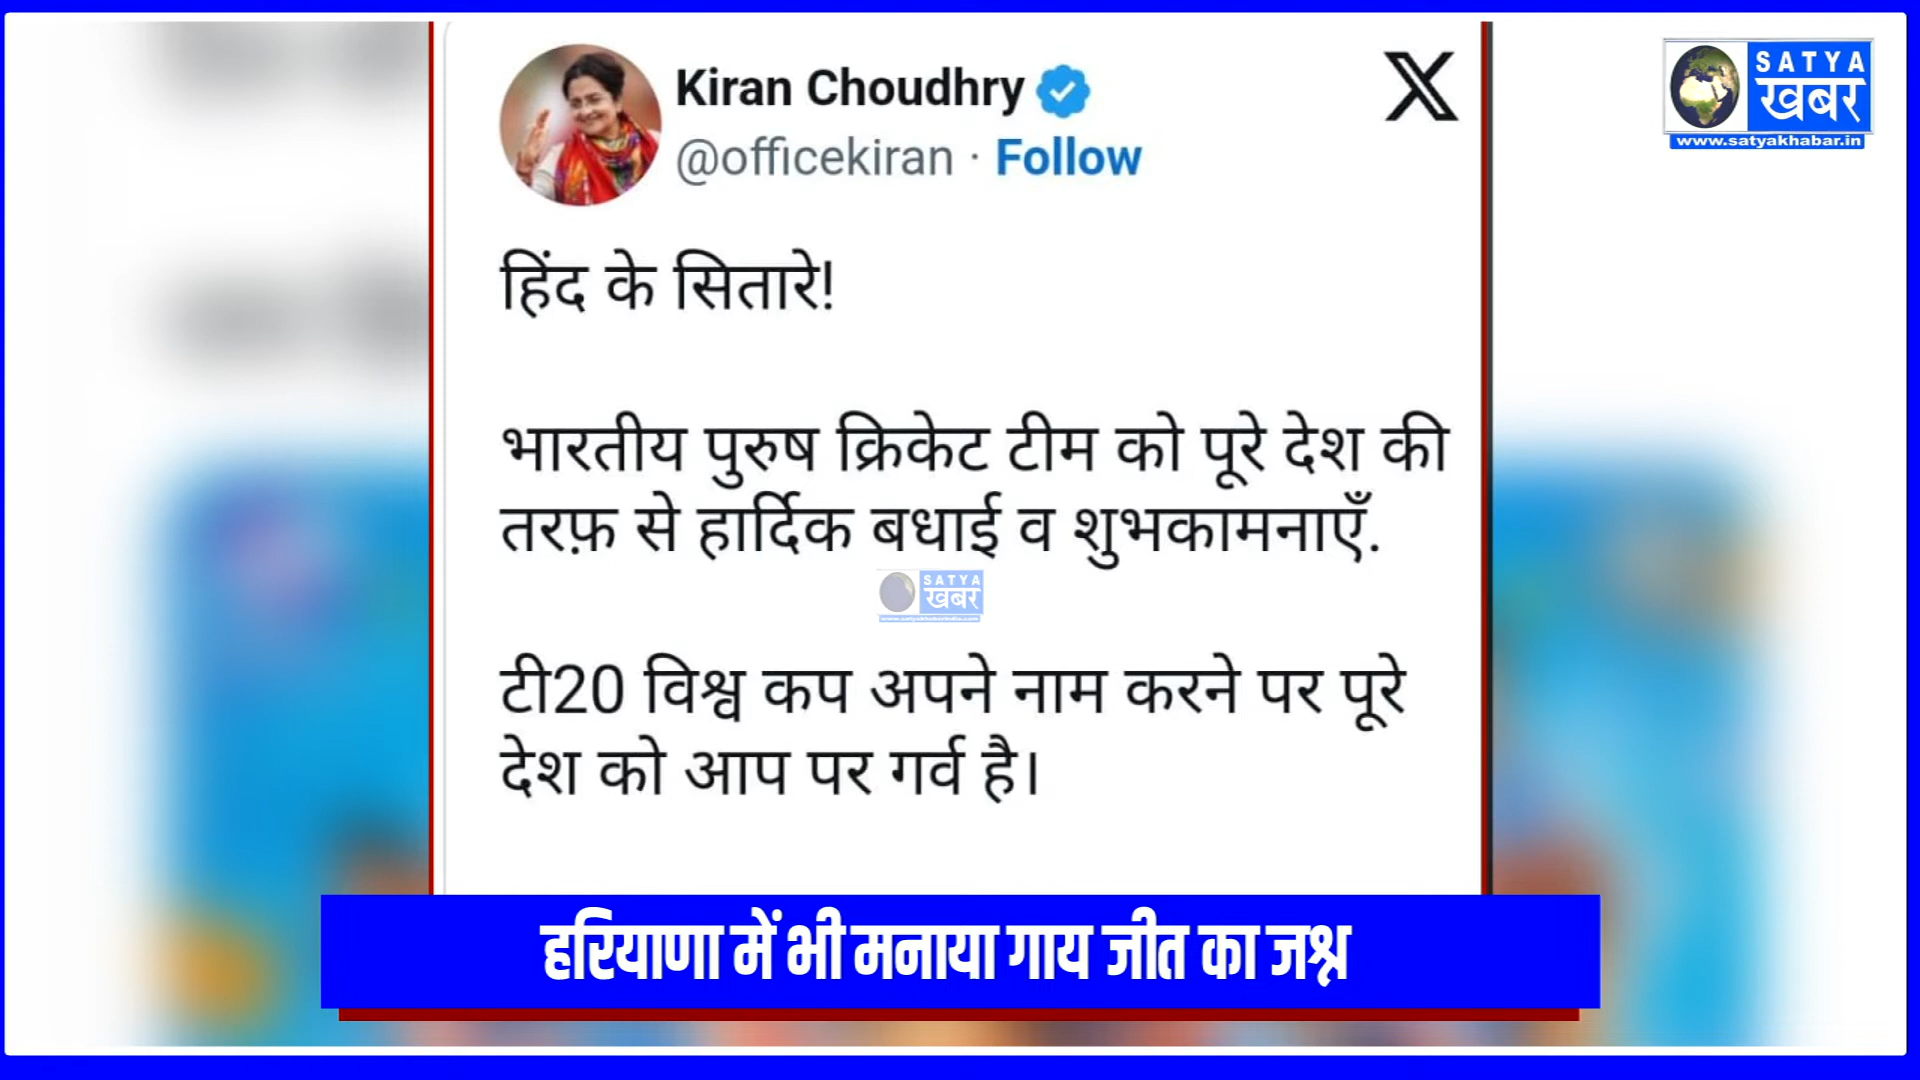 Kiran Choudhry
@officekiran · Follow
SATYA
खबर
www.satyakhabar.in
हिंद के सितारे!
भारतीय पुरुष क्रिकेट टीम को पूरे देश की
तरफ़ से हार्दिक बधाई व शुभकामनाएँ.
SATYA
खबर
टी20 विश्व कप अपने नाम करने पर पूरे
देश को आप पर गर्व है।
हरियाणा में भी मनाया गाय जीत का जश्न